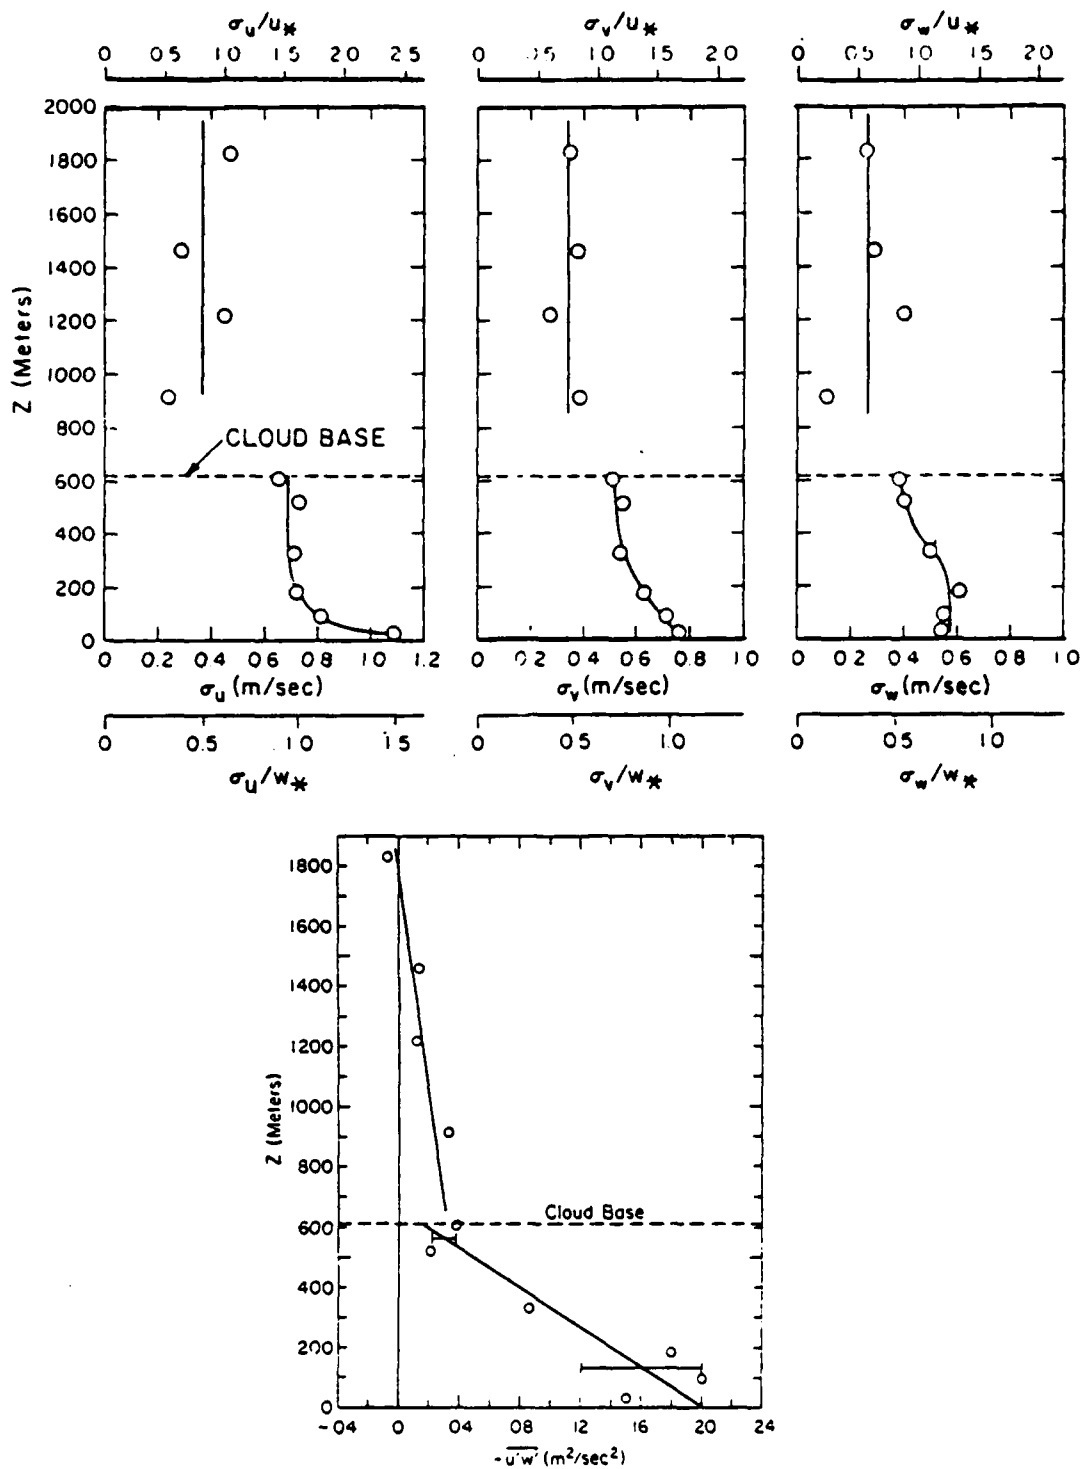 σu/u* σv/u* σw/u*
0 0.5 1.0 1.5 2.0 2.5 0 0.5 1.0 1.5 2.0 0 0.5 1.0 1.5 2.0
2000
1800
1600
1400
1200
1000
800
600
400
200
0
Z (Meters)
CLOUD BASE
0 0.2 0.4 0.6 0.8 1.0 1.2 0 0.2 0.4 0.6 0.8 1.0 0 0.2 0.4 0.6 0.8 1.0
σu (m/sec) σv (m/sec) σw (m/sec)
0 0.5 1.0 1.5 0 0.5 1.0 0 0.5 1.0
σu/w* σv/w* σw/w*
1800
1600
1400
1200
1000
800
600
400
200
0
Z (Meters)
Cloud Base
-.04 0 .04 .08 .12 .16 .20 .24
-u'w' (m²/sec²)